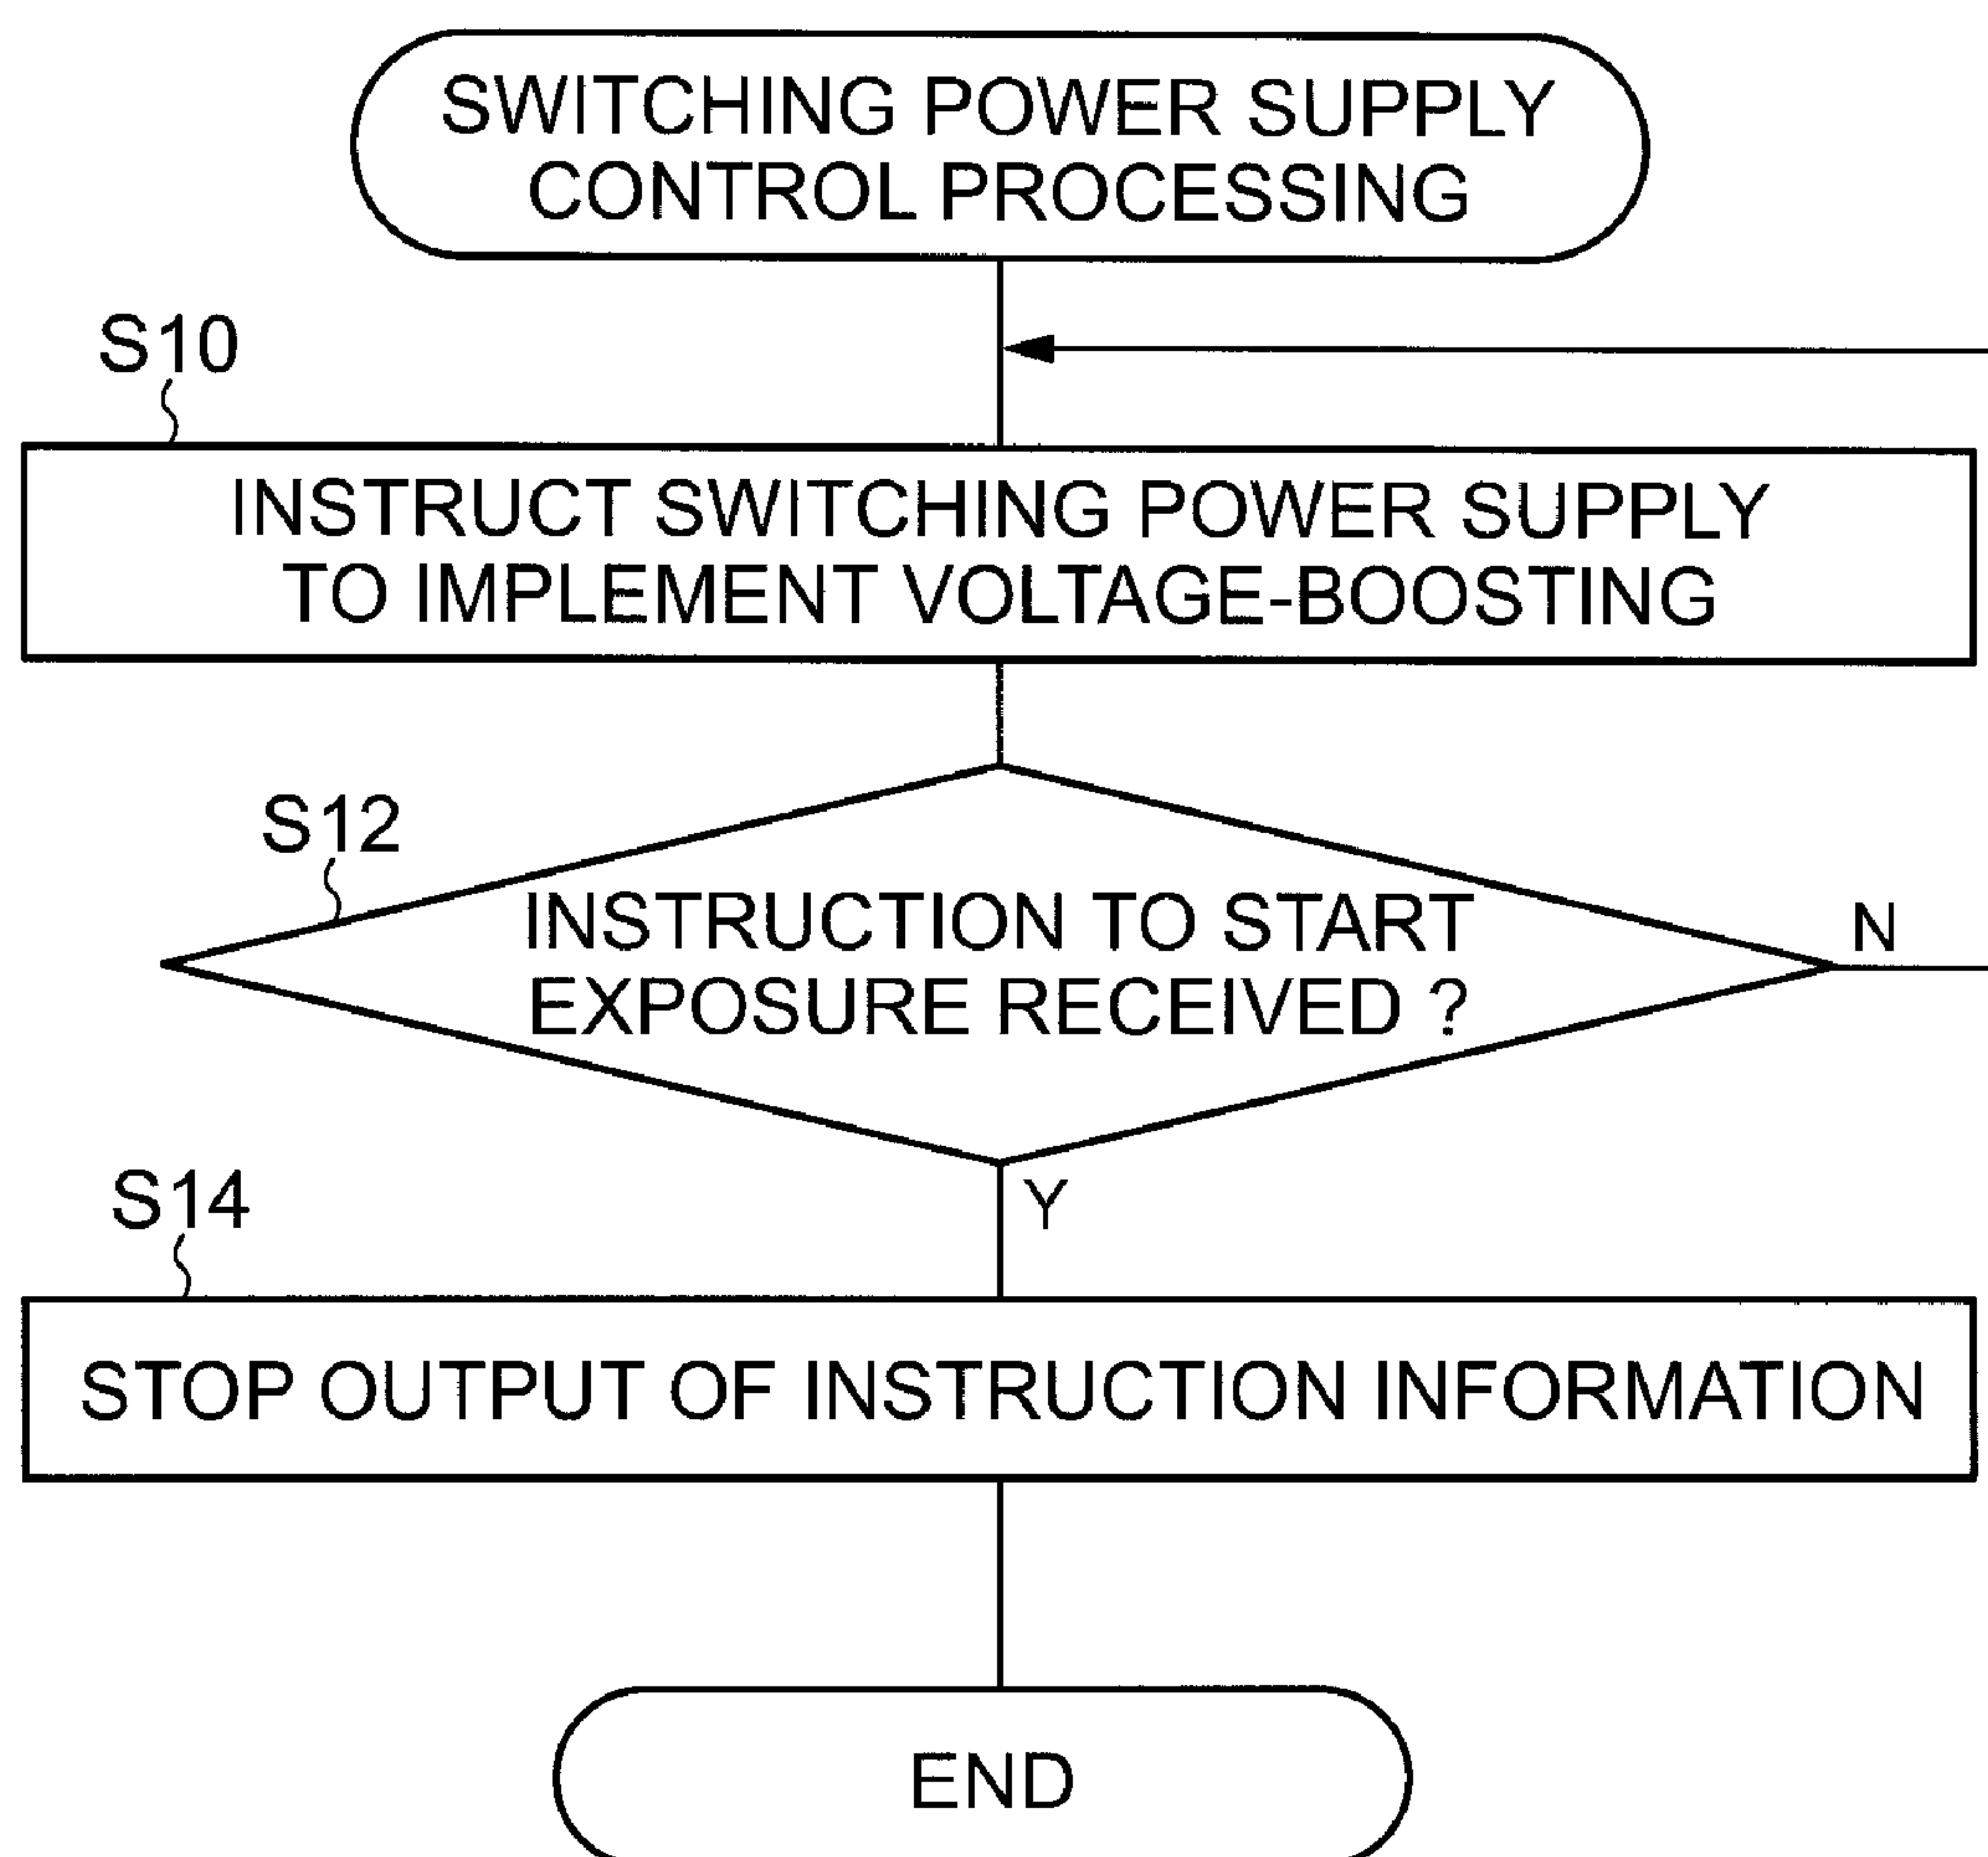 SWITCHING POWER SUPPLY
CONTROL PROCESSING
S10
INSTRUCT SWITCHING POWER SUPPLY
TO IMPLEMENT VOLTAGE-BOOSTING
S12
INSTRUCTION TO START
EXPOSURE RECEIVED ?
N
Y
S14
STOP OUTPUT OF INSTRUCTION INFORMATION
END